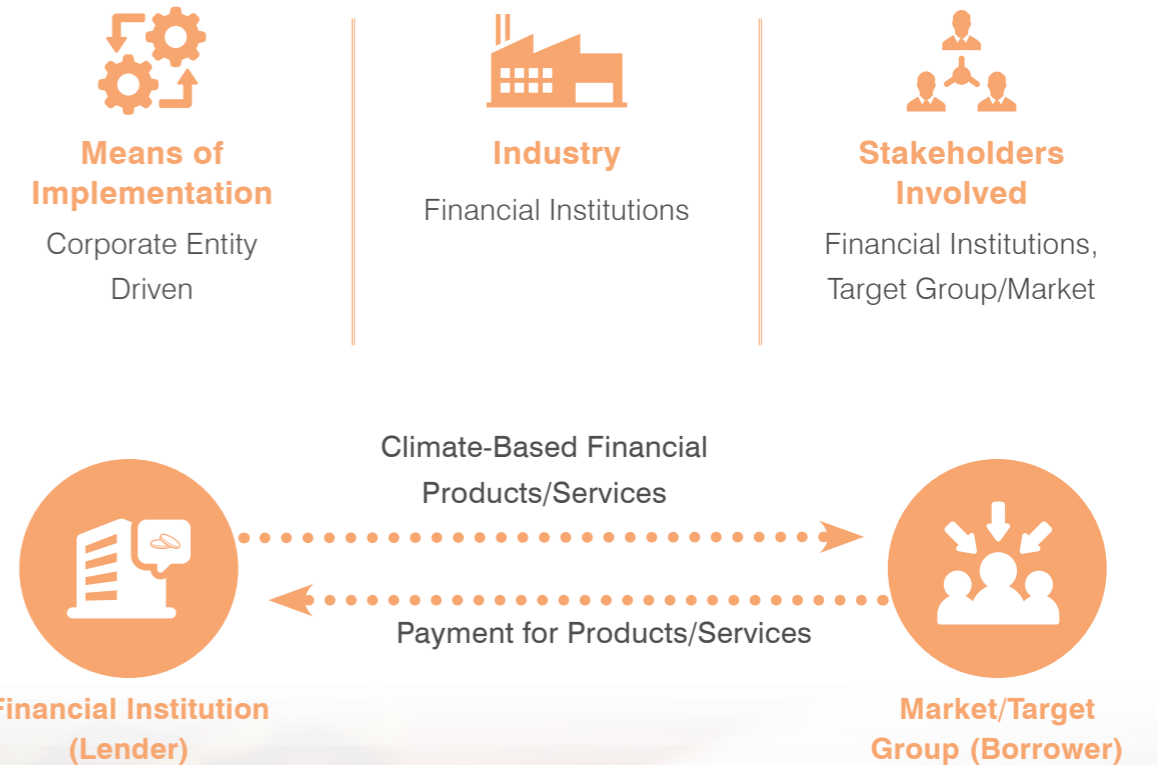 Means of
Implementation
Corporate Entity
Driven
Industry
Financial Institutions
Stakeholders
Involved
Financial Institutions,
Target Group/Market
Climate-Based Financial
Products/Services
Payment for Products/Services
Financial Institution
(Lender)
Market/Target
Group (Borrower)